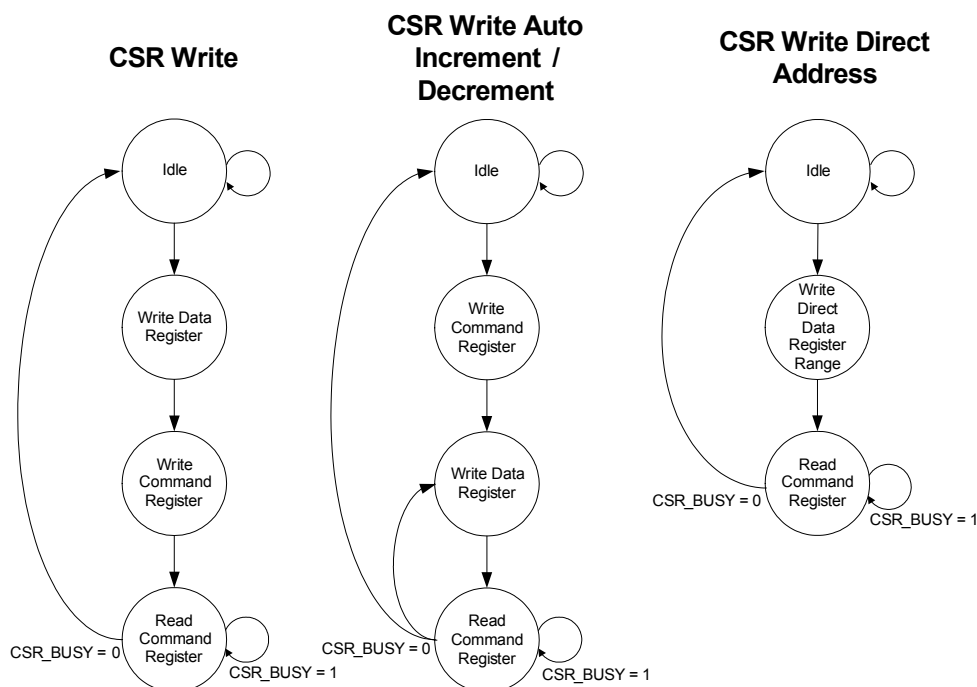 CSR Write
Idle
Write Data
Register
Write
Command
Register
Read
Command
Register
CSR_BUSY = 0
CSR_BUSY = 1
CSR Write Auto
Increment /
Decrement
Idle
Write
Command
Register
Write Data
Register
Read
Command
Register
CSR_BUSY = 0
CSR_BUSY = 1
CSR Write Direct
Address
Idle
Write
Direct
Data
Register
Range
Read
Command
Register
CSR_BUSY = 0
CSR_BUSY = 1